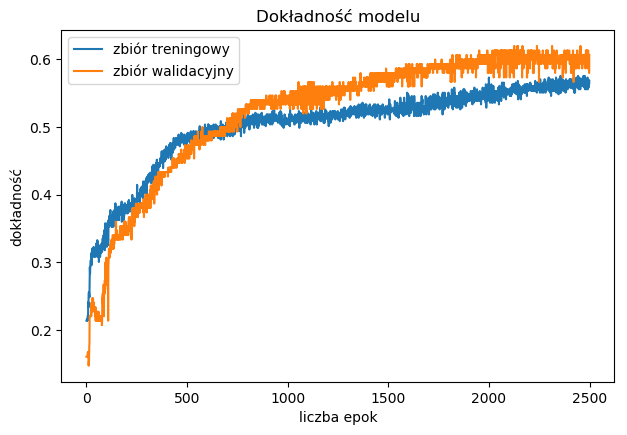 Dokładność modelu
zbiór treningowy
zbiór walidacyjny
dokładność
0.6
0.5
0.4
0.3
0.2
0
500
1000
1500
2000
2500
liczba epok